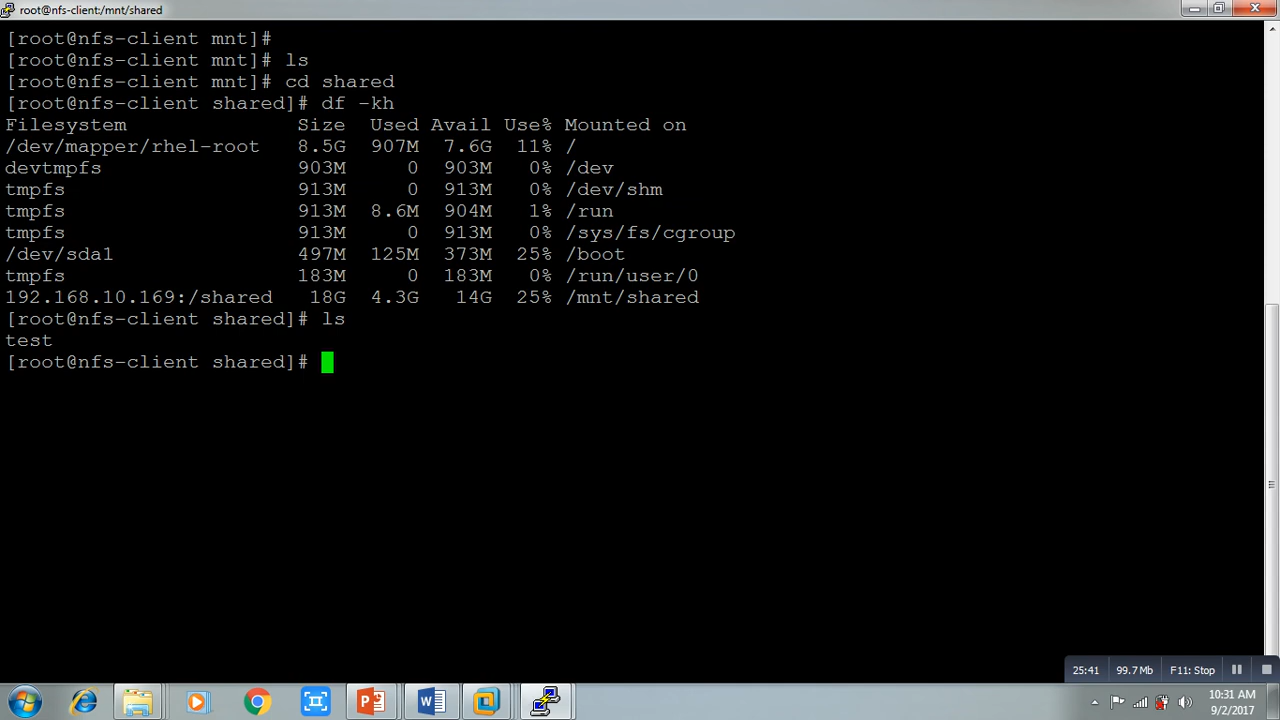 root@nfs-client:/mnt/shared
[root@nfs-client mnt]#
[root@nfs-client mnt]# ls
[root@nfs-client mnt]# cd shared
[root@nfs-client shared]# df -kh
Filesystem Size Used Avail Use% Mounted on
/dev/mapper/rhel-root 8.5G 907M 7.6G 11% /
devtmpfs 903M 0 903M 0% /dev
tmpfs 913M 0 913M 0% /dev/shm
tmpfs 913M 8.6M 904M 1% /run
tmpfs 913M 0 913M 0% /sys/fs/cgroup
/dev/sda1 497M 125M 373M 25% /boot
tmpfs 183M 0 183M 0% /run/user/0
192.168.10.169:/shared 18G 4.3G 14G 25% /mnt/shared
[root@nfs-client shared]# ls
test
[root@nfs-client shared]#
25:41 99.7Mb F11: Stop
10:31 AM
9/2/2017